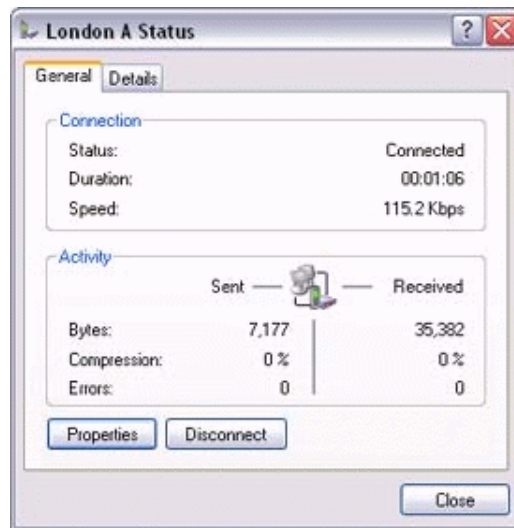 London A Status
General Details
Connection
Status: Connected
Duration: 00:01:06
Speed: 115.2 Kbps
Activity
Sent — — Received
Bytes: 7,177 35,382
Compression: 0 % 0 %
Errors: 0 0
Properties Disconnect
Close